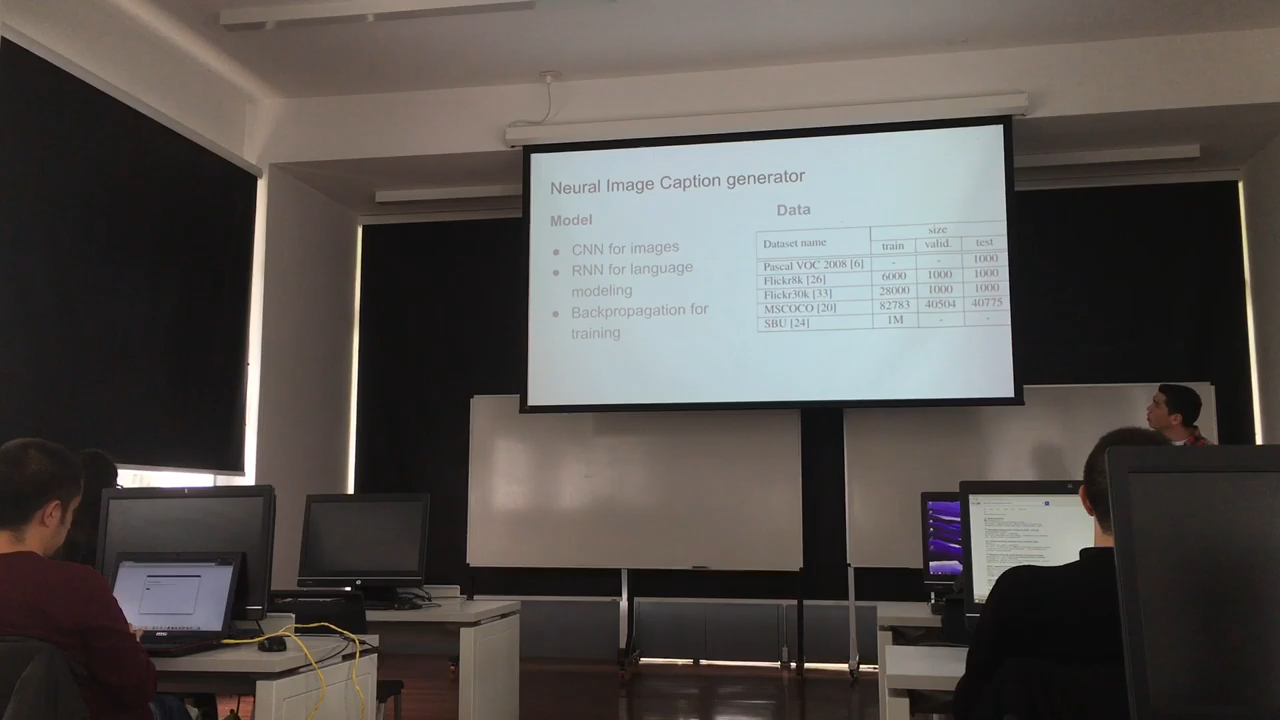 Neural Image Caption generator
Model
● CNN for images
● RNN for language
modeling
● Backpropagation for
training
Data
Dataset name size
train valid. test
Pascal VOC 2008 [6] - - 1000
Flickr8k [26] 6000 1000 1000
Flickr30k [33] 28000 1000 1000
MSCOCO [20] 82783 40504 40775
SBU [24] 1M - -
msi
hp